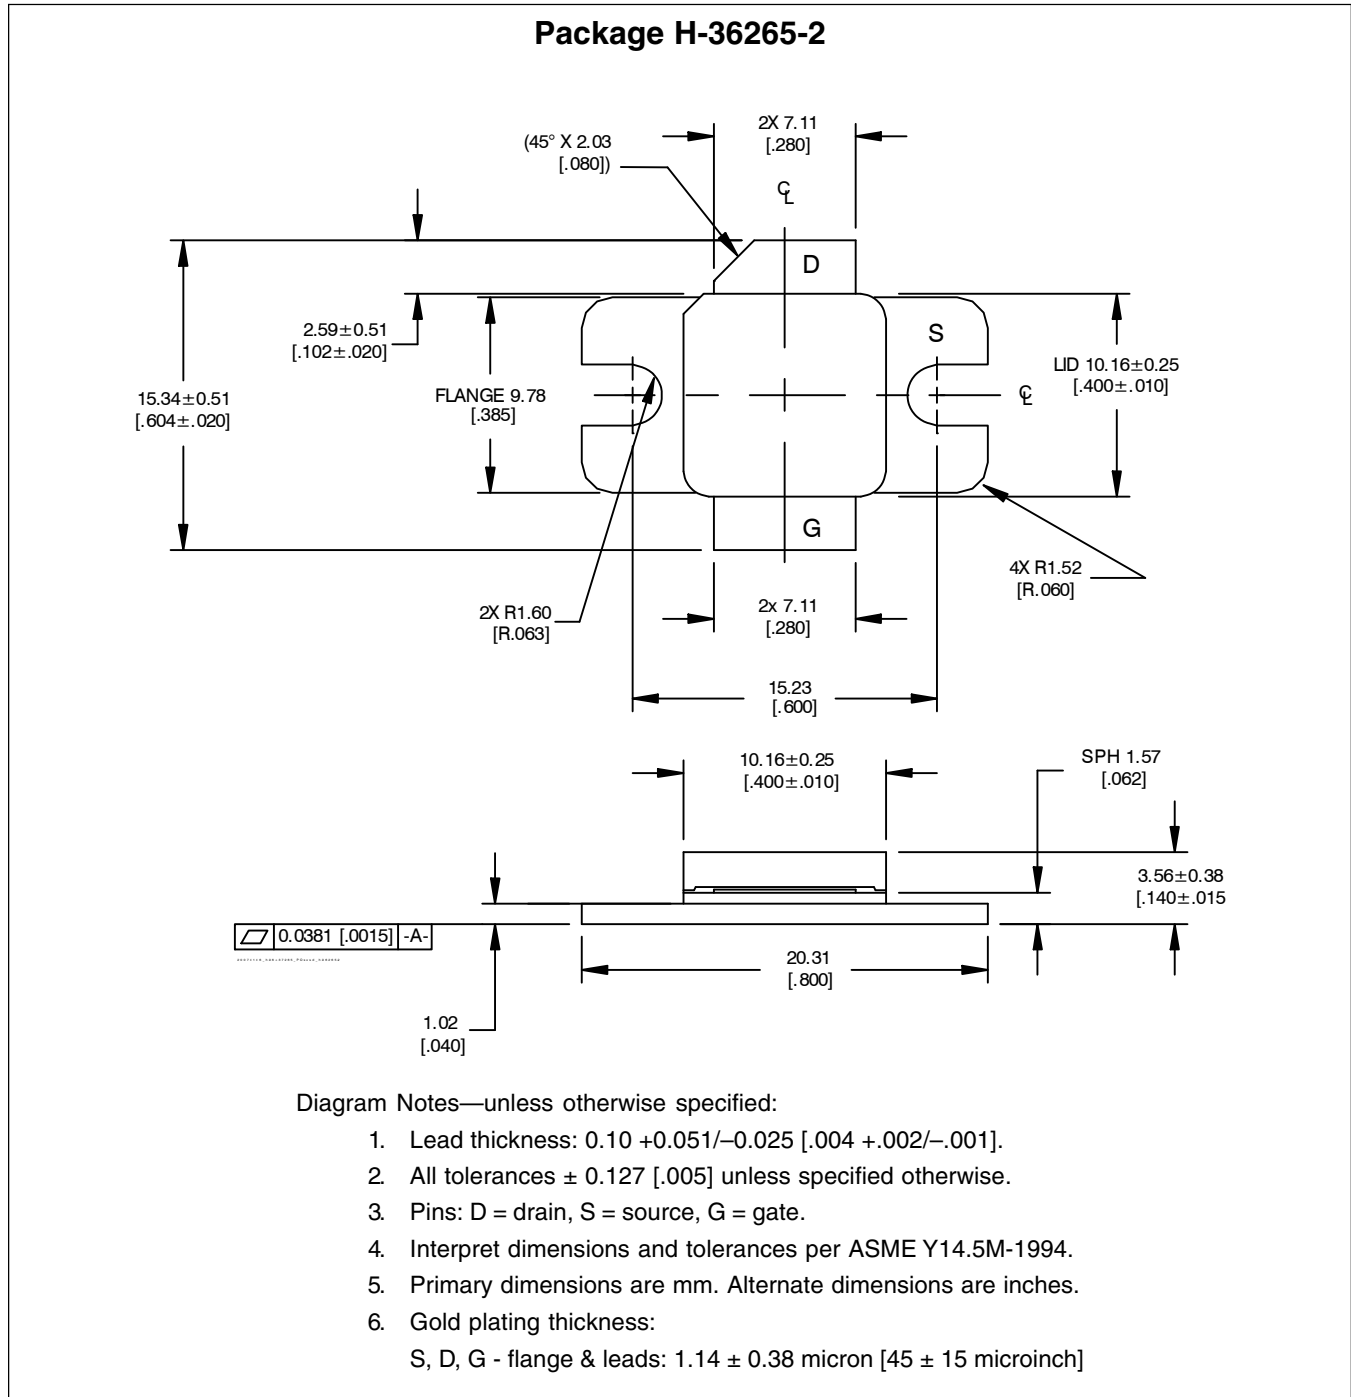 Package H-36265-2
(45° X 2.03
[.080])
2X 7.11
[.280]
℄
D
2.59±0.51
[.102±.020]
S
LID 10.16±0.25
[.400±.010]
15.34±0.51
[.604±.020]
FLANGE 9.78
[.385]
℄
G
4X R1.52
[R.060]
2X R1.60
[R.063]
2x 7.11
[.280]
15.23
[.600]
10.16±0.25
[.400±.010]
SPH 1.57
[.062]
3.56±0.38
[.140±.015
0.0381 [.0015] -A-
20.31
[.800]
1.02
[.040]
Diagram Notes—unless otherwise specified:
1. Lead thickness: 0.10 +0.051/–0.025 [.004 +.002/–.001].
2. All tolerances ± 0.127 [.005] unless specified otherwise.
3. Pins: D = drain, S = source, G = gate.
4. Interpret dimensions and tolerances per ASME Y14.5M-1994.
5. Primary dimensions are mm. Alternate dimensions are inches.
6. Gold plating thickness:
S, D, G - flange & leads: 1.14 ± 0.38 micron [45 ± 15 microinch]